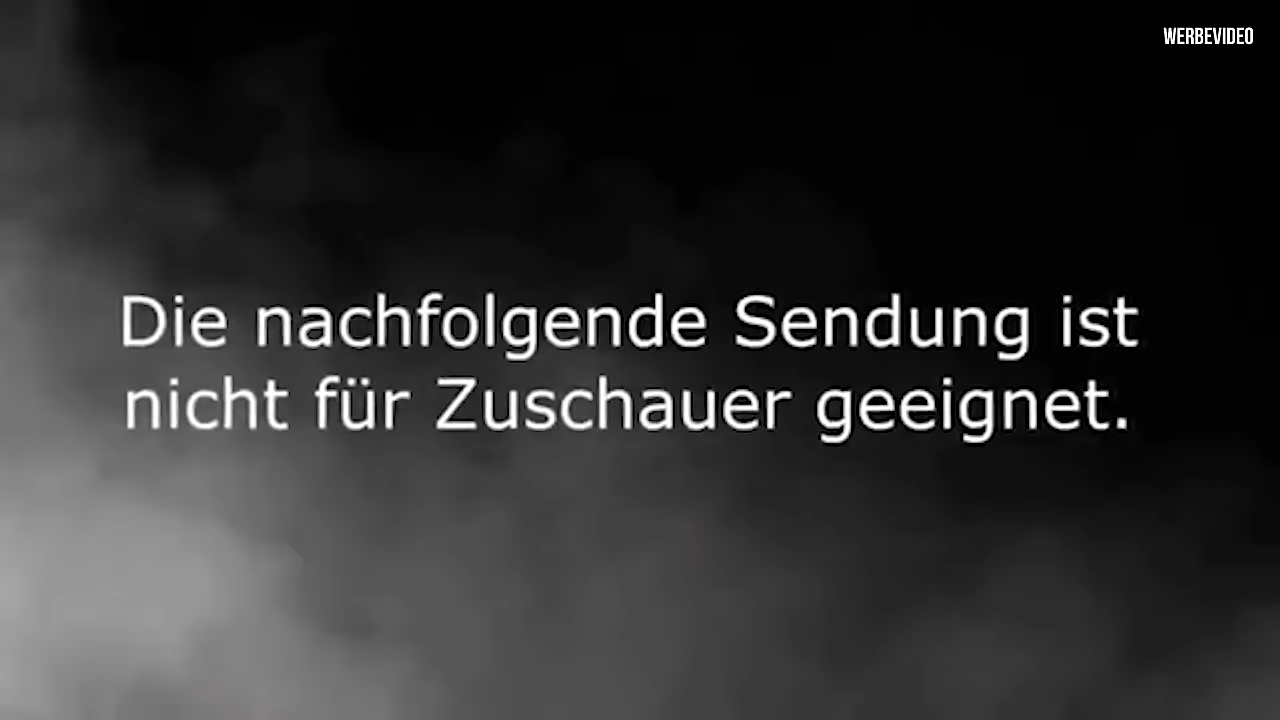 WERBEVIDEO
Die nachfolgende Sendung ist
nicht für Zuschauer geeignet.